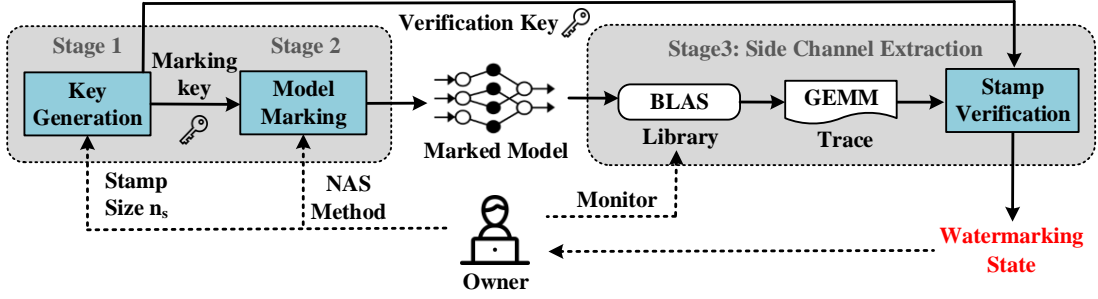 Verification Key
Stage 1
Stage 2
Stage3: Side Channel Extraction
Key
Generation
Marking
key
Model
Marking
Marked Model
BLAS
Library
GEMM
Trace
Stamp
Verification
Stamp
Size nₛ
NAS
Method
Monitor
Owner
Watermarking
State